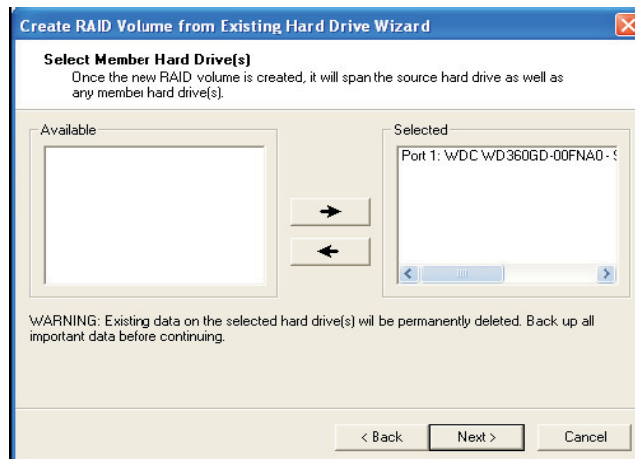 Create RAID Volume from Existing Hard Drive Wizard
Select Member Hard Drive(s)
Once the new RAID volume is created, it will span the source hard drive as well as
any member hard drive(s).
Available
Selected
Port 1: WDC WD360GD-00FNA0 - S
WARNING: Existing data on the selected hard drive(s) will be permanently deleted. Back up all
important data before continuing.
< Back
Next >
Cancel